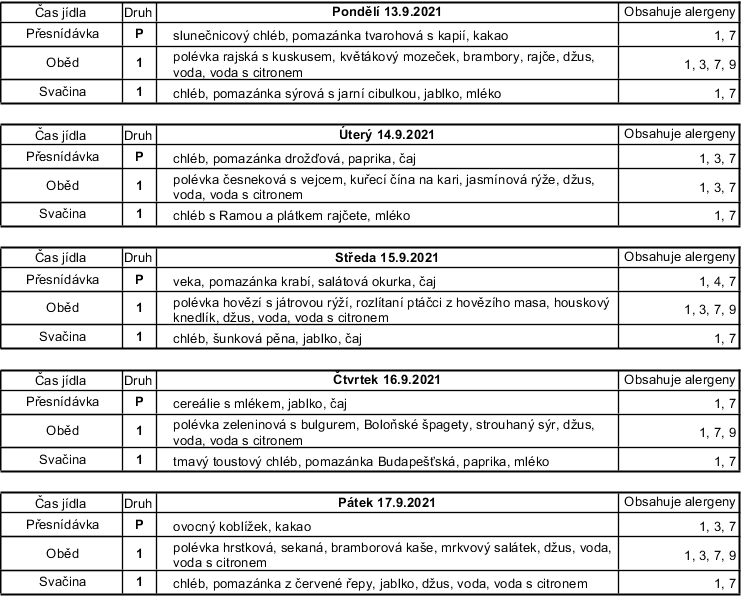 Čas jídla Druh Pondělí 13.9.2021 Obsahuje alergeny
Přesnídávka P slunečnicový chléb, pomazánka tvarohová s kapií, kakao 1, 7
Oběd 1 polévka rajská s kuskusem, květákový mozeček, brambory, rajče, džus, 1, 3, 7, 9
voda, voda s citronem
Svačina 1 chléb, pomazánka sýrová s jarní cibulkou, jablko, mléko 1, 7
Čas jídla Druh Úterý 14.9.2021 Obsahuje alergeny
Přesnídávka P chléb, pomazánka drožďová, paprika, čaj 1, 3, 7
Oběd 1 polévka česneková s vejcem, kuřecí čína na kari, jasmínová rýže, džus, 1, 3, 7
voda, voda s citronem
Svačina 1 chléb s Ramou a plátkem rajčete, mléko 1, 7
Čas jídla Druh Středa 15.9.2021 Obsahuje alergeny
Přesnídávka P veka, pomazánka krabí, salátová okurka, čaj 1, 4, 7
Oběd 1 polévka hovězí s játrovou rýží, rozlítaní ptáčci z hovězího masa, houskový 1, 3, 7, 9
knedlík, džus, voda, voda s citronem
Svačina 1 chléb, šunková pěna, jablko, čaj 1, 7
Čas jídla Druh Čtvrtek 16.9.2021 Obsahuje alergeny
Přesnídávka P cereálie s mlékem, jablko, čaj 1, 7
Oběd 1 polévka zeleninová s bulgurem, Boloňské špagety, strouhaný sýr, džus, 1, 7, 9
voda, voda s citronem
Svačina 1 tmavý toustový chléb, pomazánka Budapešťská, paprika, mléko 1, 7
Čas jídla Druh Pátek 17.9.2021 Obsahuje alergeny
Přesnídávka P ovocný koblížek, kakao 1, 3, 7
Oběd 1 polévka hrstková, sekaná, bramborová kaše, mrkvový salátek, džus, voda, 1, 3, 7, 9
voda s citronem
Svačina 1 chléb, pomazánka z červené řepy, jablko, džus, voda, voda s citronem 1, 7